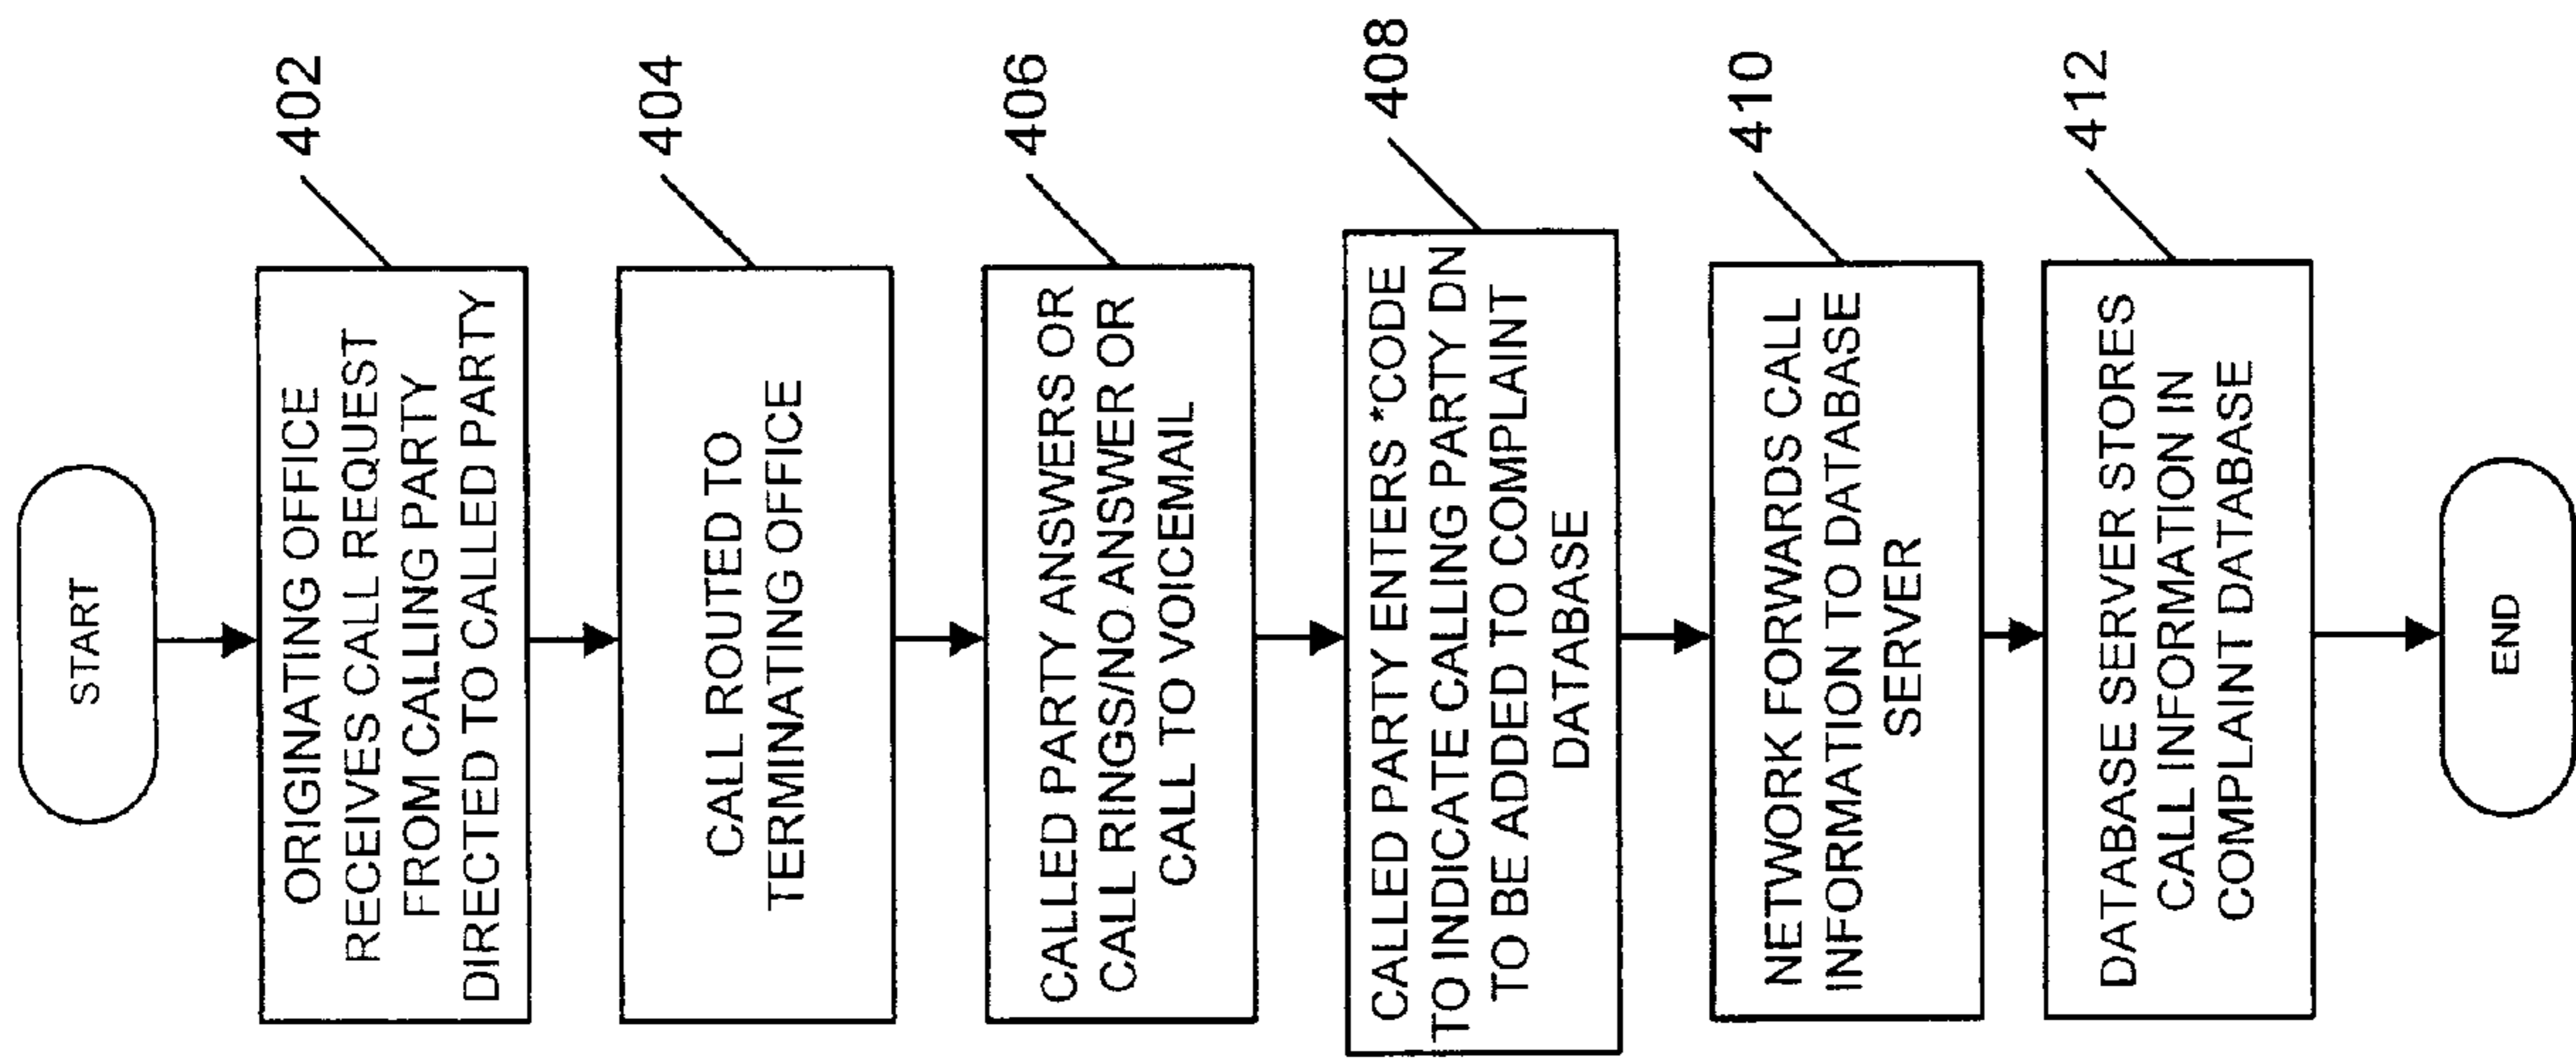 START
ORIGINATING OFFICE
RECEIVES CALL REQUEST
FROM CALLING PARTY
DIRECTED TO CALLED PARTY
402
CALL ROUTED TO
TERMINATING OFFICE
404
CALLED PARTY ANSWERS OR
CALL RINGS/NO ANSWER OR
CALL TO VOICEMAIL
406
CALLED PARTY ENTERS *CODE
TO INDICATE CALLING PARTY DN
TO BE ADDED TO COMPLAINT
DATABASE
408
NETWORK FORWARDS CALL
INFORMATION TO DATABASE
SERVER
410
DATABASE SERVER STORES
CALL INFORMATION IN
COMPLAINT DATABASE
412
END